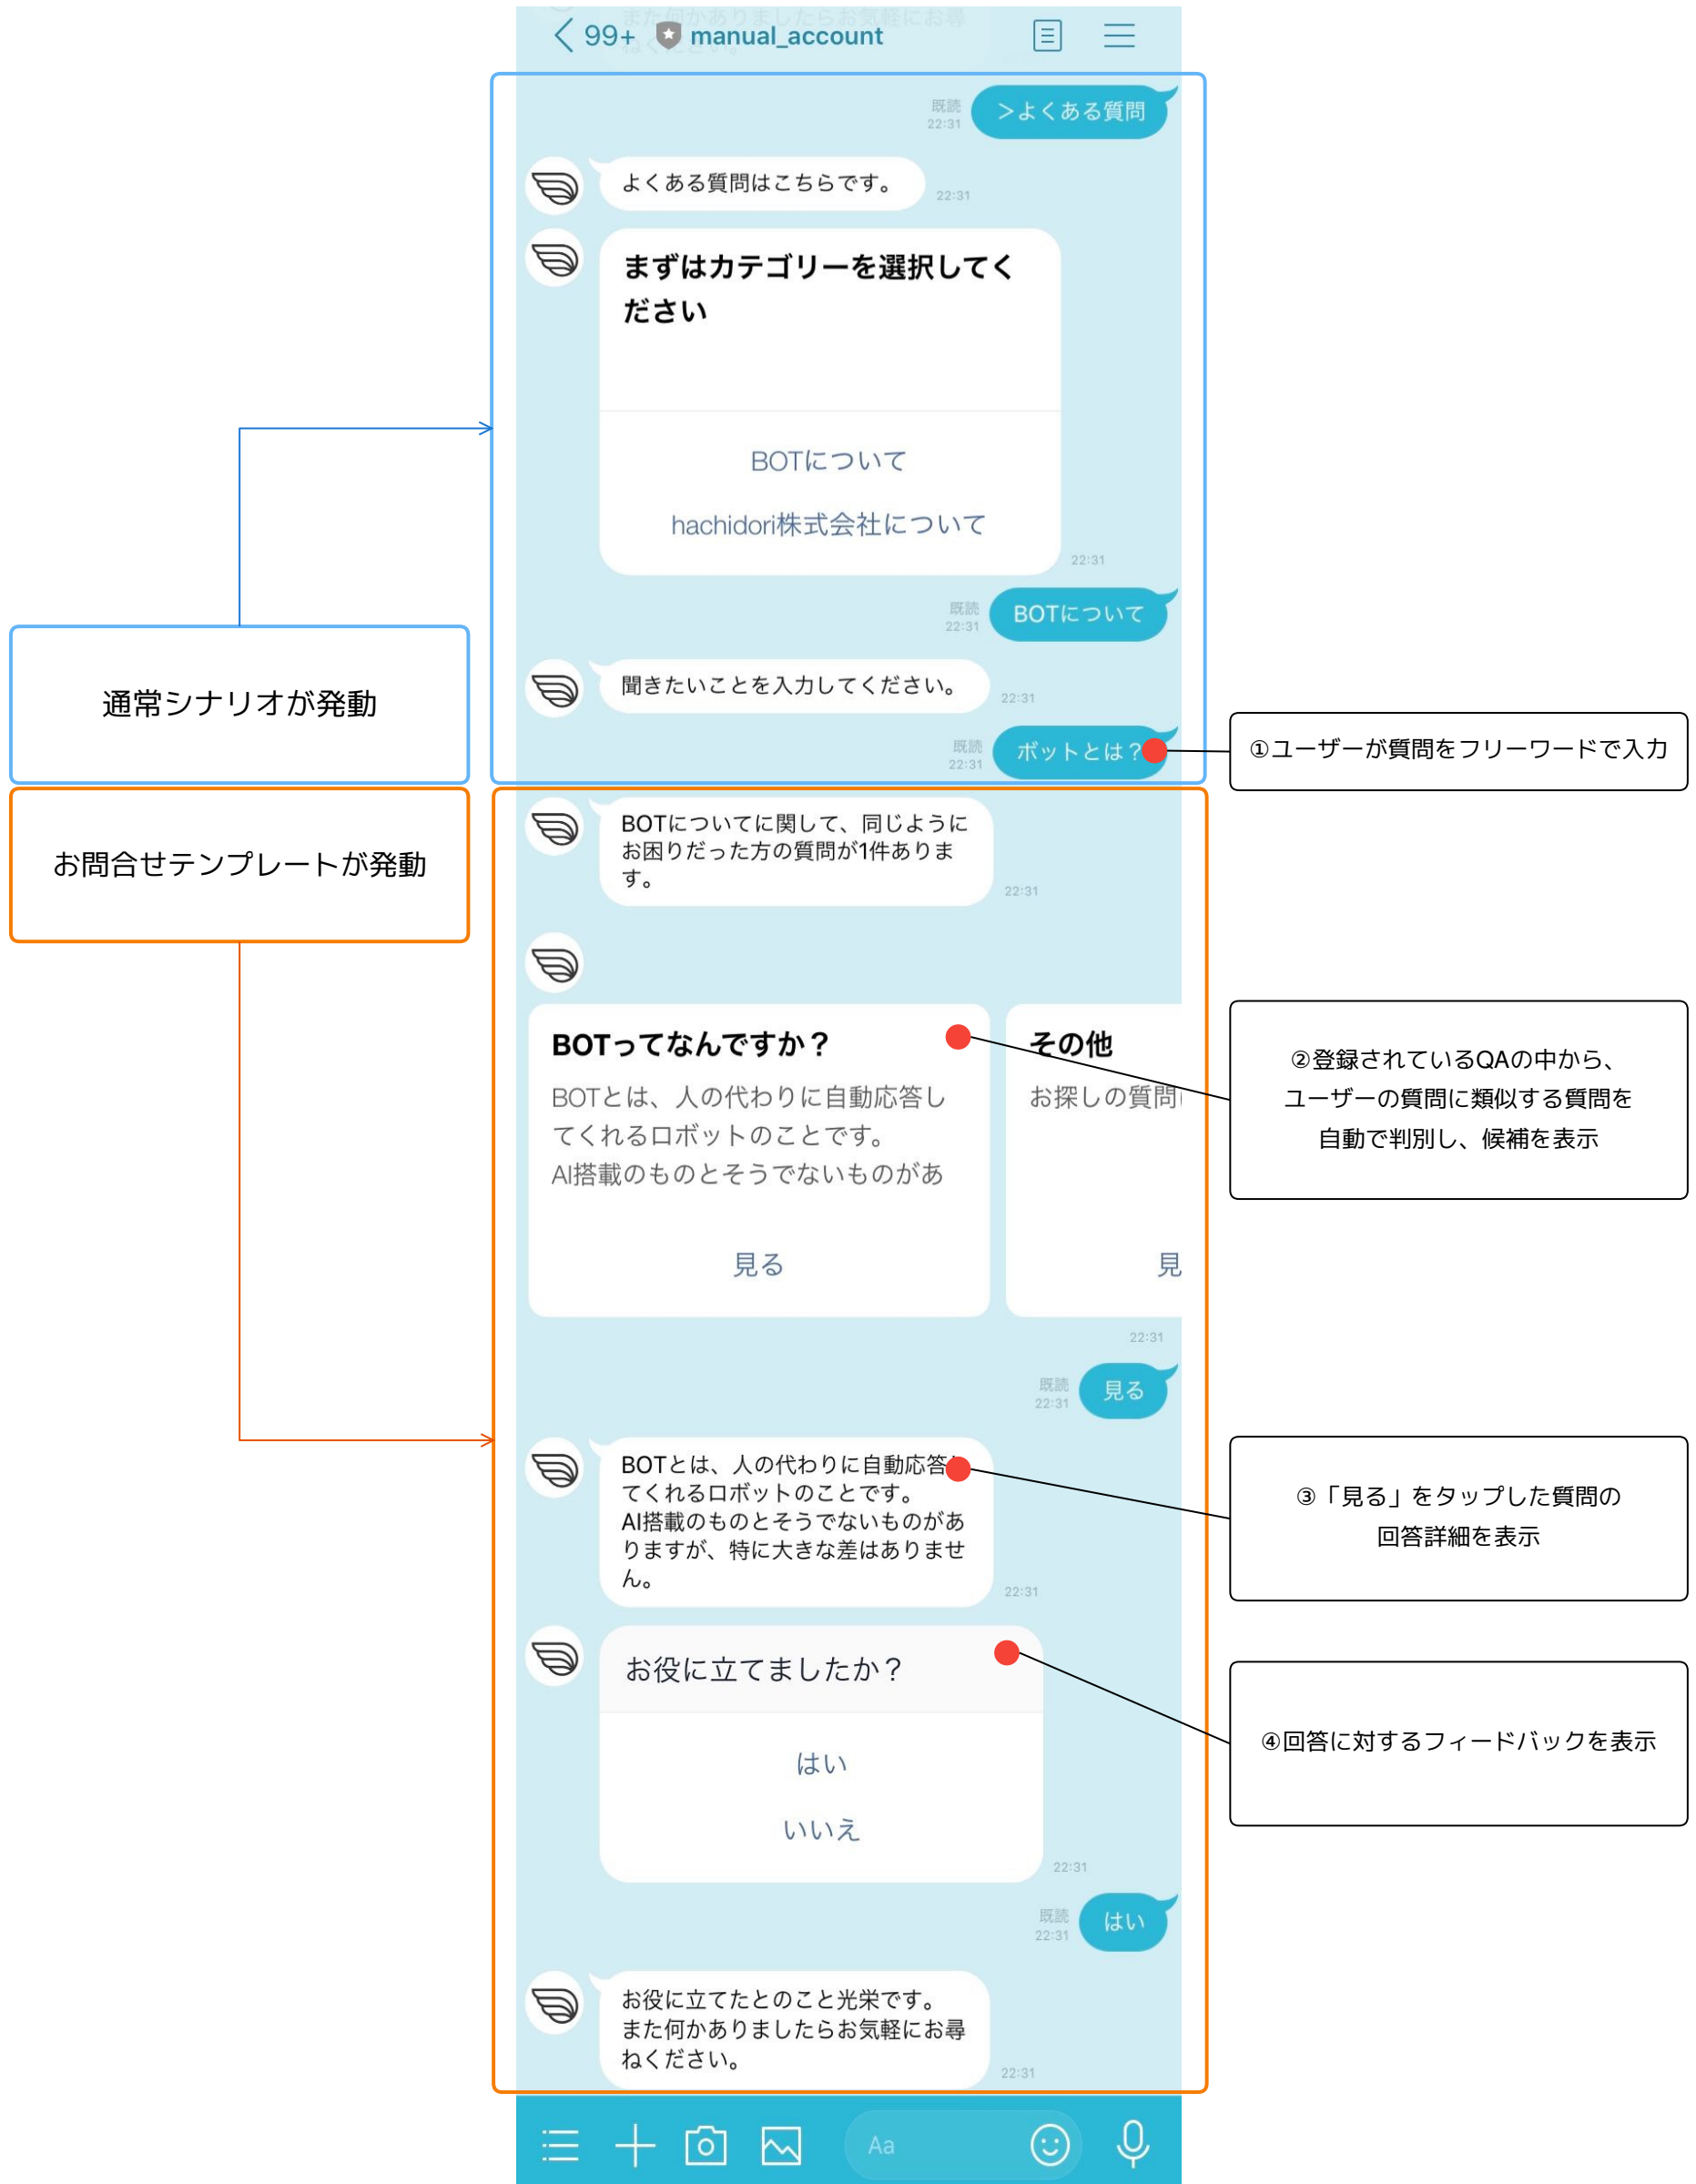 また何かありましたらお気軽にお尋
ねください。
99+ manual_account
既読
22:31
＞よくある質問
よくある質問はこちらです。
22:31
まずはカテゴリーを選択してく
ださい
BOTについて
hachidori株式会社について
22:31
既読
22:31
BOTについて
通常シナリオが発動
聞きたいことを入力してください。
22:31
既読
22:31
ボットとは？
①ユーザーが質問をフリーワードで入力
お問合せテンプレートが発動
BOTについてに関して、同じように
お困りだった方の質問が1件ありま
す。
22:31
BOTってなんですか？
BOTとは、人の代わりに自動応答し
てくれるロボットのことです。
AI搭載のものとそうでないものがあ
見る
その他
お探しの質問
見
22:31
②登録されているQAの中から、
ユーザーの質問に類似する質問を
自動で判別し、候補を表示
既読
22:31
見る
BOTとは、人の代わりに自動応答し
てくれるロボットのことです。
AI搭載のものとそうでないものがあ
りますが、特に大きな差はありませ
ん。
22:31
③「見る」をタップした質問の
回答詳細を表示
お役に立てましたか？
はい
いいえ
22:31
④回答に対するフィードバックを表示
既読
22:31
はい
お役に立てたとのこと光栄です。
また何かありましたらお気軽にお尋
ねください。
22:31
Aa